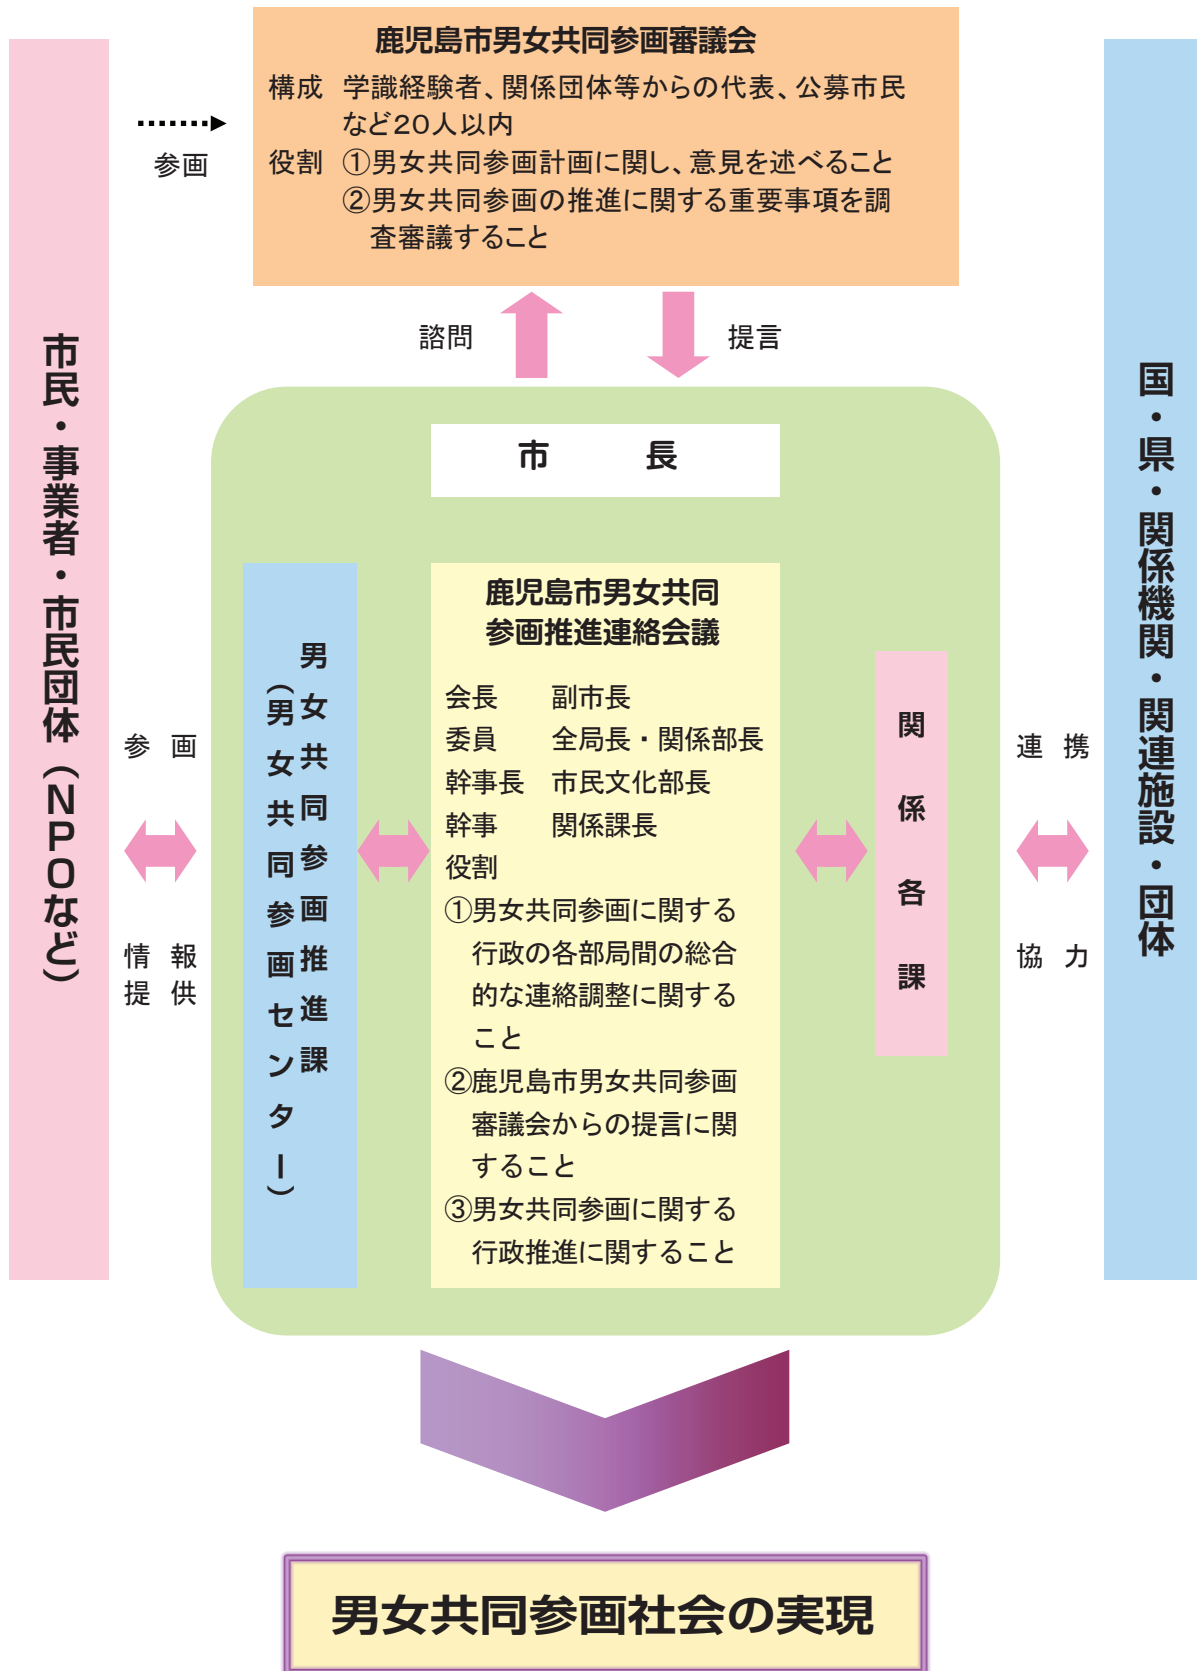 鹿児島市男女共同参画審議会
構成 学識経験者、関係団体等からの代表、公募市民
など20人以内
役割 ①男女共同参画計画に関し、意見を述べること
②男女共同参画の推進に関する重要事項を調
査審議すること
参画
諮問
提言
市民・事業者・市民団体（NPOなど）
国・県・関係機関・関連施設・団体
市 長
男女共同参画推進課
（男女共同参画センター）
鹿児島市男女共同
参画推進連絡会議
会長 副市長
委員 全局長・関係部長
幹事長 市民文化部長
幹事 関係課長
役割
①男女共同参画に関する
行政の各部局間の総合
的な連絡調整に関する
こと
②鹿児島市男女共同参画
審議会からの提言に関
すること
③男女共同参画に関する
行政推進に関すること
関係各課
参 画
情 報
提 供
連 携
協 力
男女共同参画社会の実現